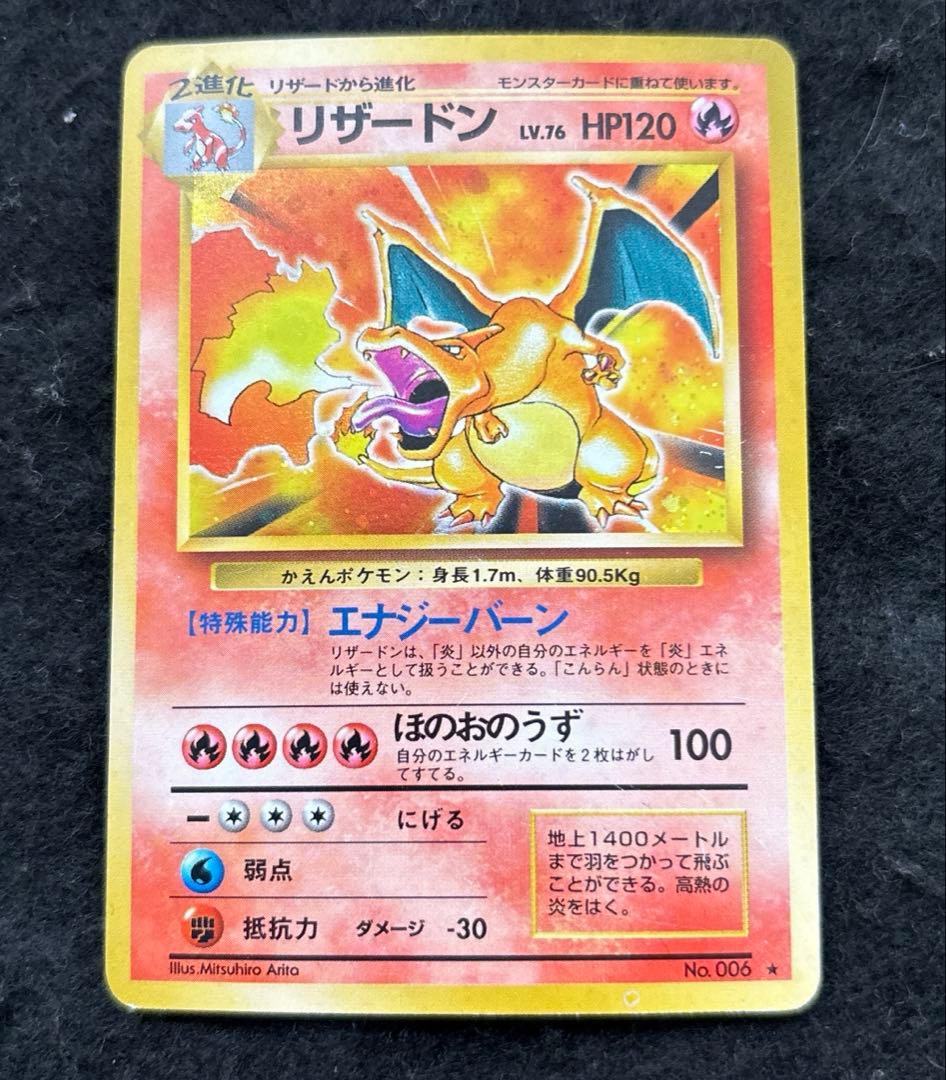 2進化 リザードから進化 モンスターカードに重ねて使います。
リザードン LV.76 HP120
かえんポケモン：身長1.7m、体重90.5Kg
【特殊能力】エナジーバーン
リザードンは、「炎」以外の自分のエネルギーを「炎」エネ
ルギーとして扱うことができる。「こんらん」状態のときに
は使えない。
ほのおのうず 100
自分のエネルギーカードを2枚はがし
てすてる。
にげる
弱点
抵抗力 ダメージ -30
地上1400メートル
まで羽をつかって飛ぶ
ことができる。高熱の
炎をはく。
Illus.Mitsuhiro Arita No.006 ★